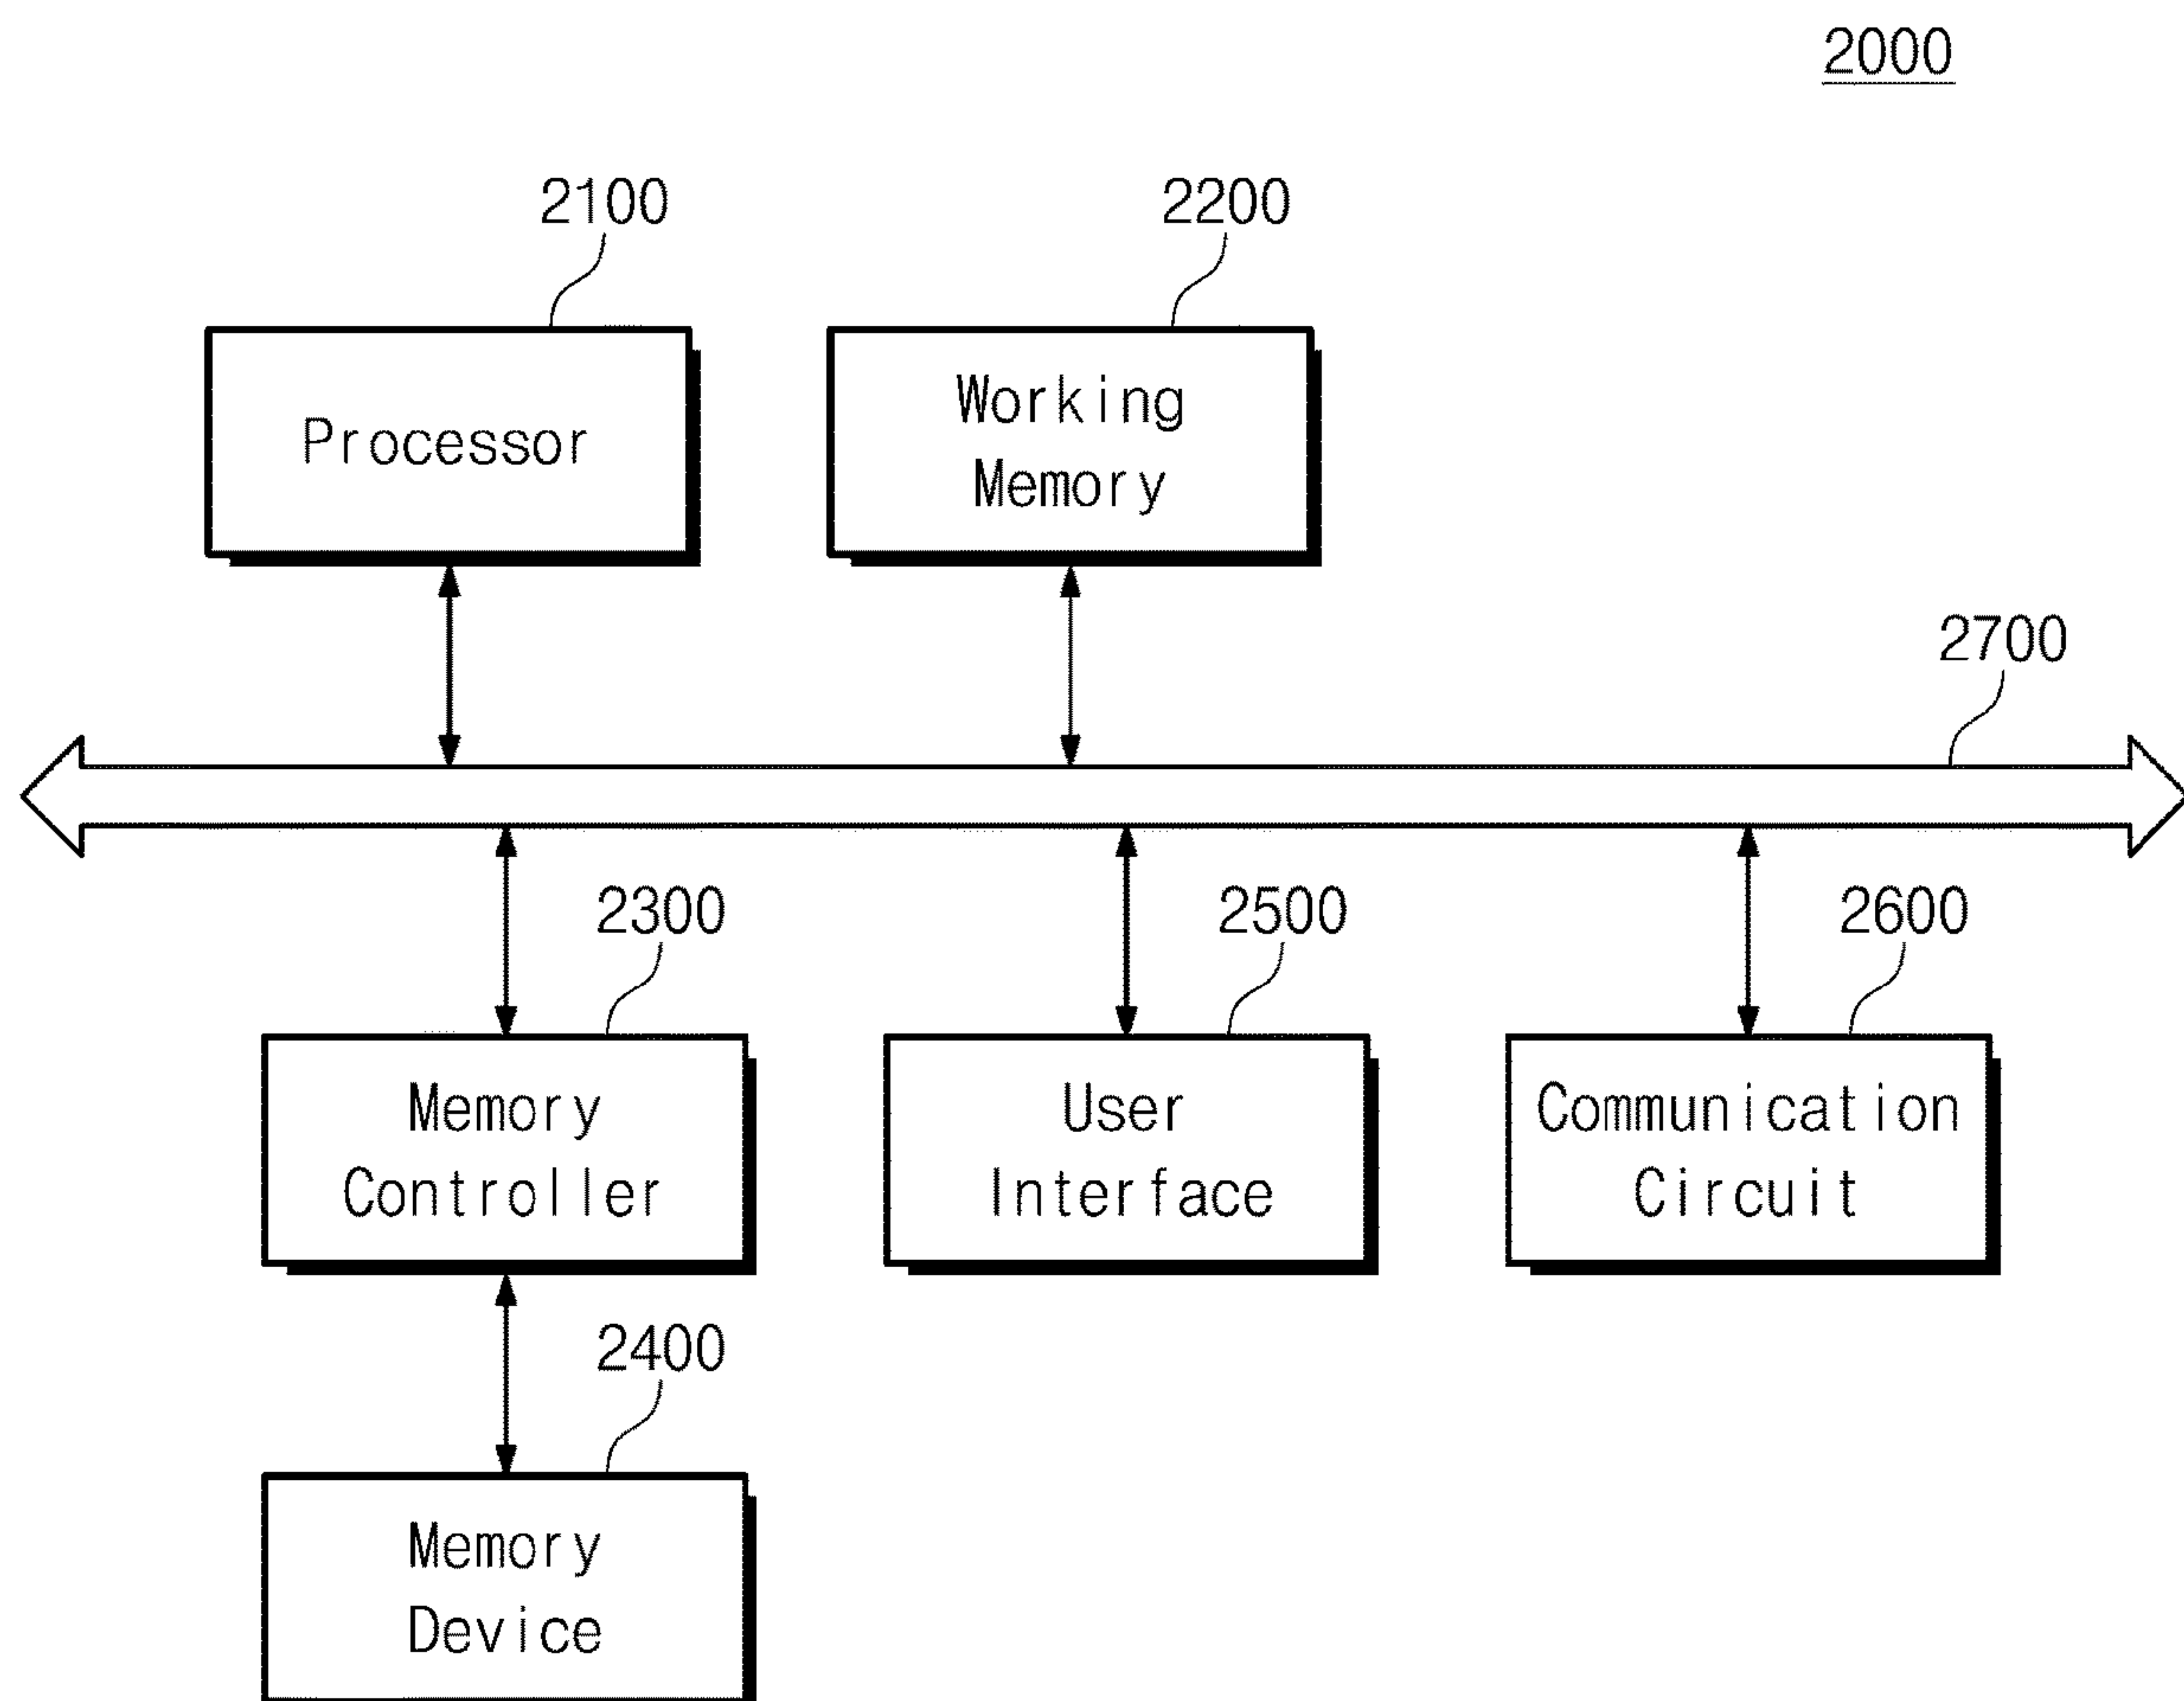 2000
2100
2200
Processor
Working
Memory
2700
2300
2500
2600
Memory
Controller
User
Interface
Communication
Circuit
2400
Memory
Device